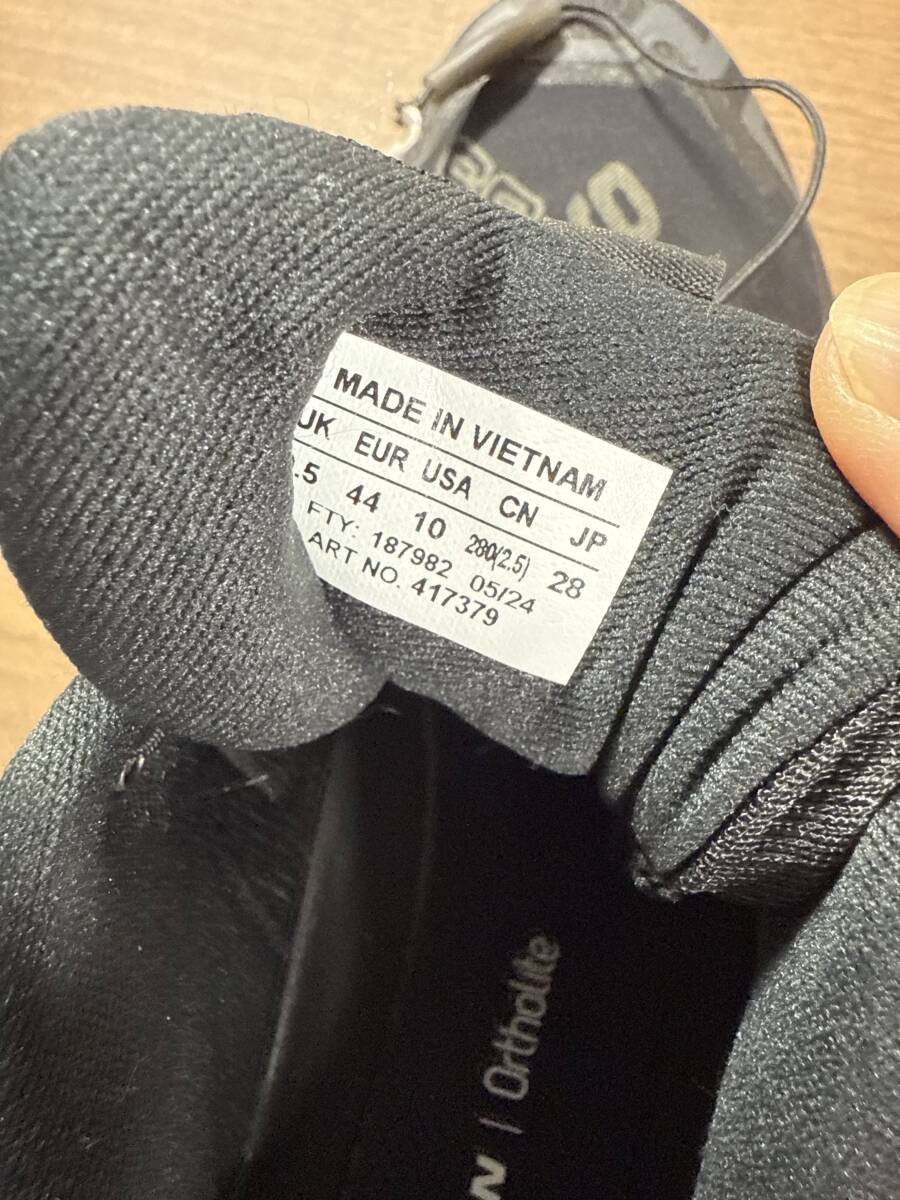 MADE IN VIETNAM
UK EUR USA CN JP
.5 44 10 280(2.5) 28
FTY: 187982 05/24
ART NO. 417379
N | Ortholite